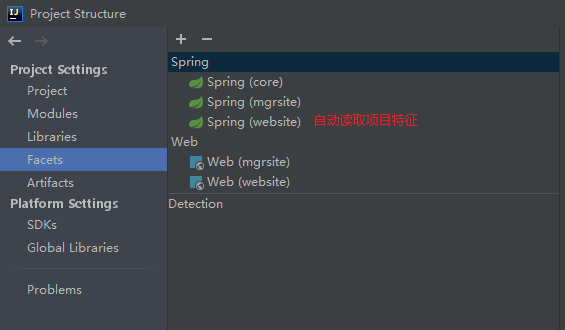 IJ
Project Structure
Project Settings
Project
Modules
Libraries
Facets
Artifacts
Platform Settings
SDKs
Global Libraries
Problems
Spring
Spring (core)
Spring (mgrsite)
Spring (website) 自动读取项目特征
Web
Web (mgrsite)
Web (website)
Detection